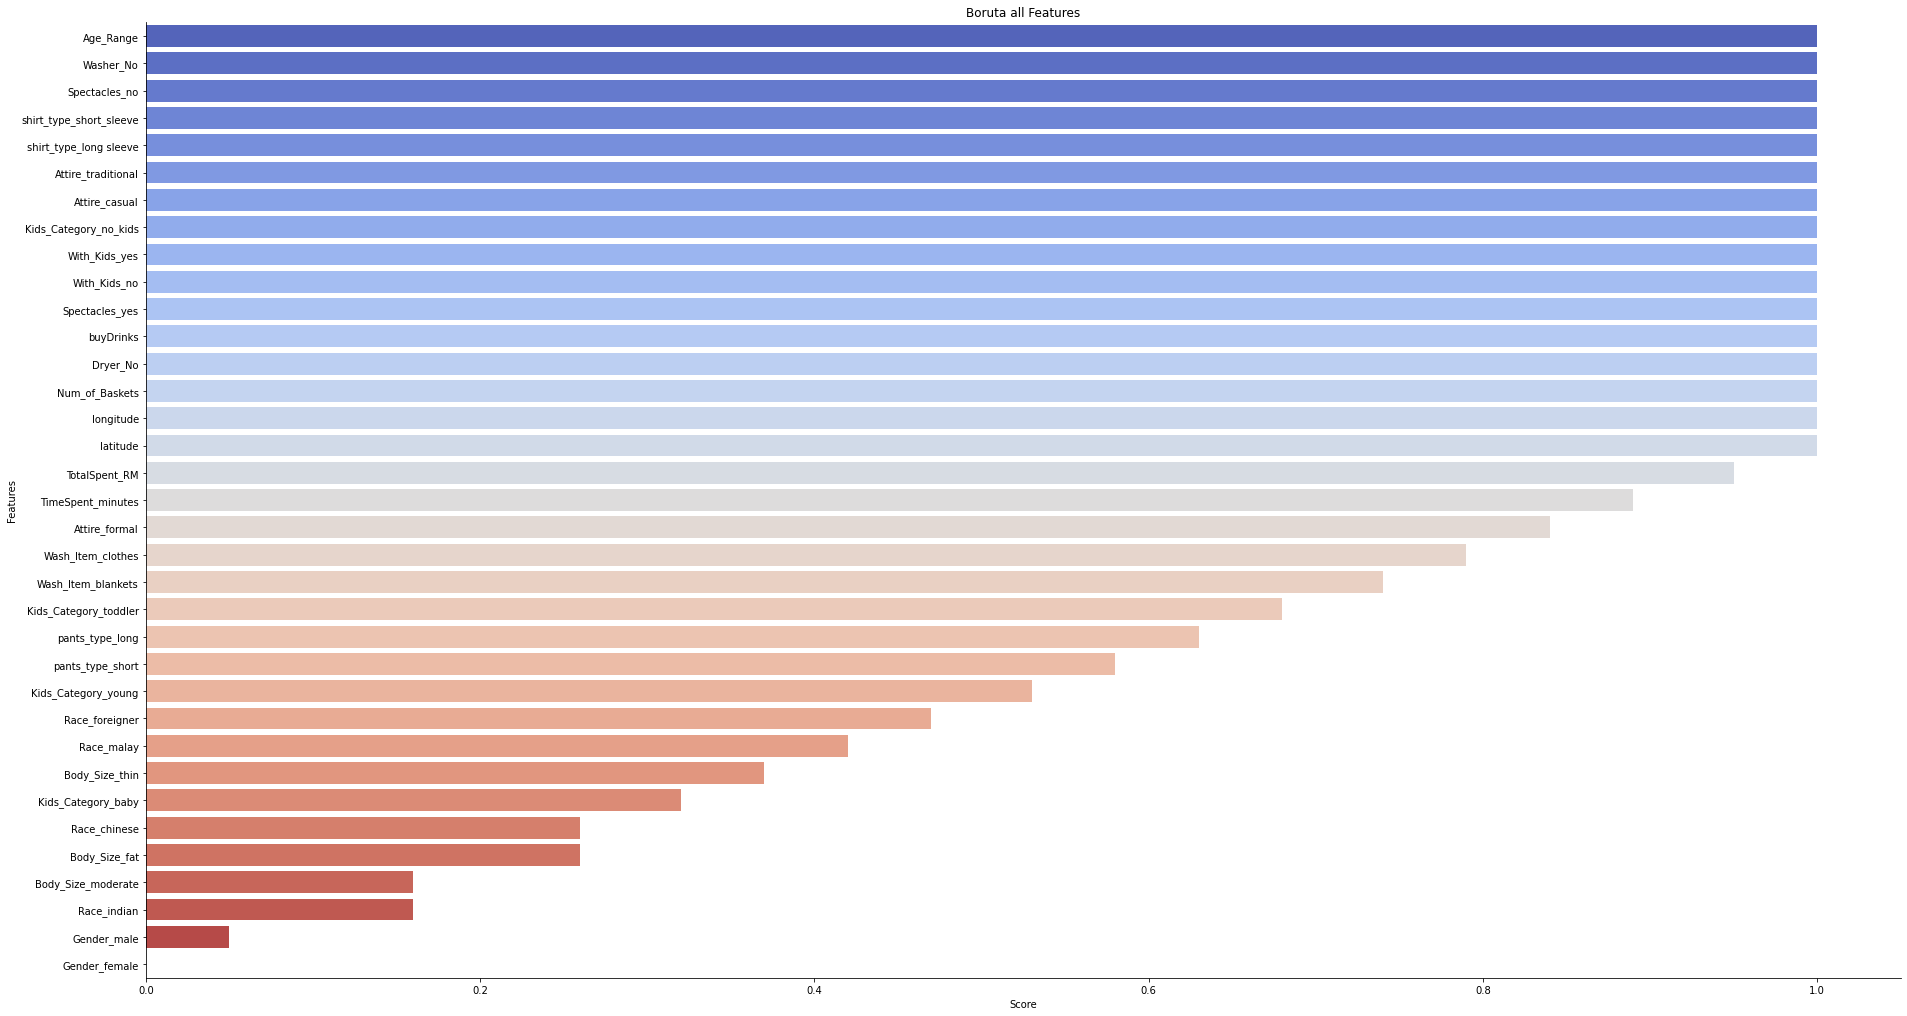 Boruta all Features
Age_Range
Washer_No
Spectacles_no
shirt_type_short_sleeve
shirt_type_long sleeve
Attire_traditional
Attire_casual
Kids_Category_no_kids
With_Kids_yes
With_Kids_no
Spectacles_yes
buyDrinks
Dryer_No
Num_of_Baskets
longitude
latitude
TotalSpent_RM
TimeSpent_minutes
Attire_formal
Wash_Item_clothes
Wash_Item_blankets
Kids_Category_toddler
pants_type_long
pants_type_short
Kids_Category_young
Race_foreigner
Race_malay
Body_Size_thin
Kids_Category_baby
Race_chinese
Body_Size_fat
Body_Size_moderate
Race_indian
Gender_male
Gender_female
Features
0.0 0.2 0.4 0.6 0.8 1.0
Score